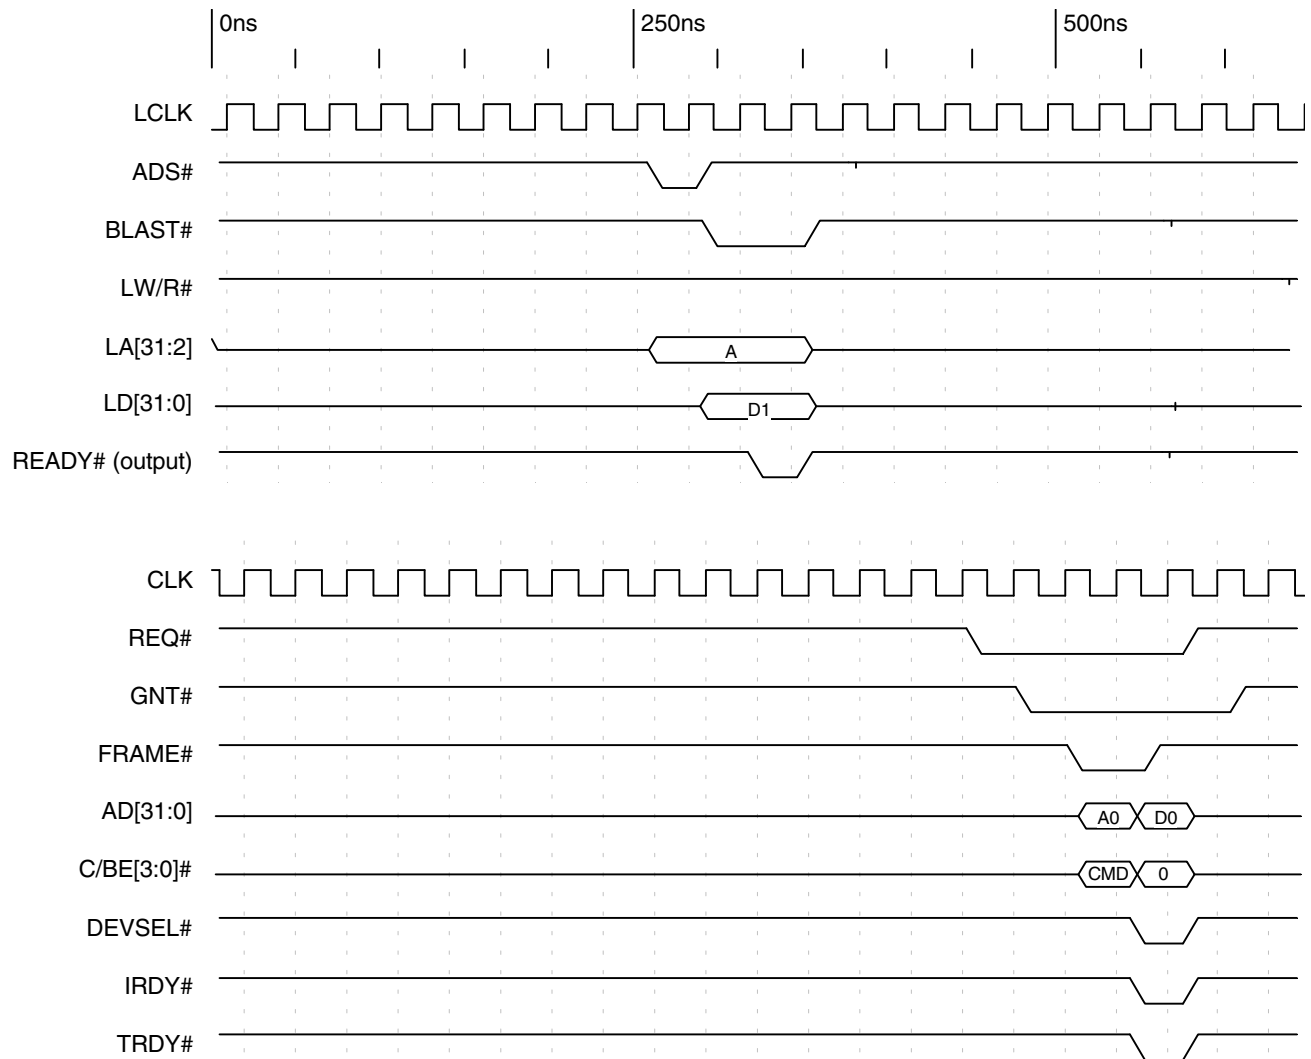 0ns 250ns 500ns
LCLK
ADS#
BLAST#
LW/R#
LA[31:2] A
LD[31:0] D1
READY# (output)
CLK
REQ#
GNT#
FRAME#
AD[31:0] A0 D0
C/BE[3:0]# CMD 0
DEVSEL#
IRDY#
TRDY#